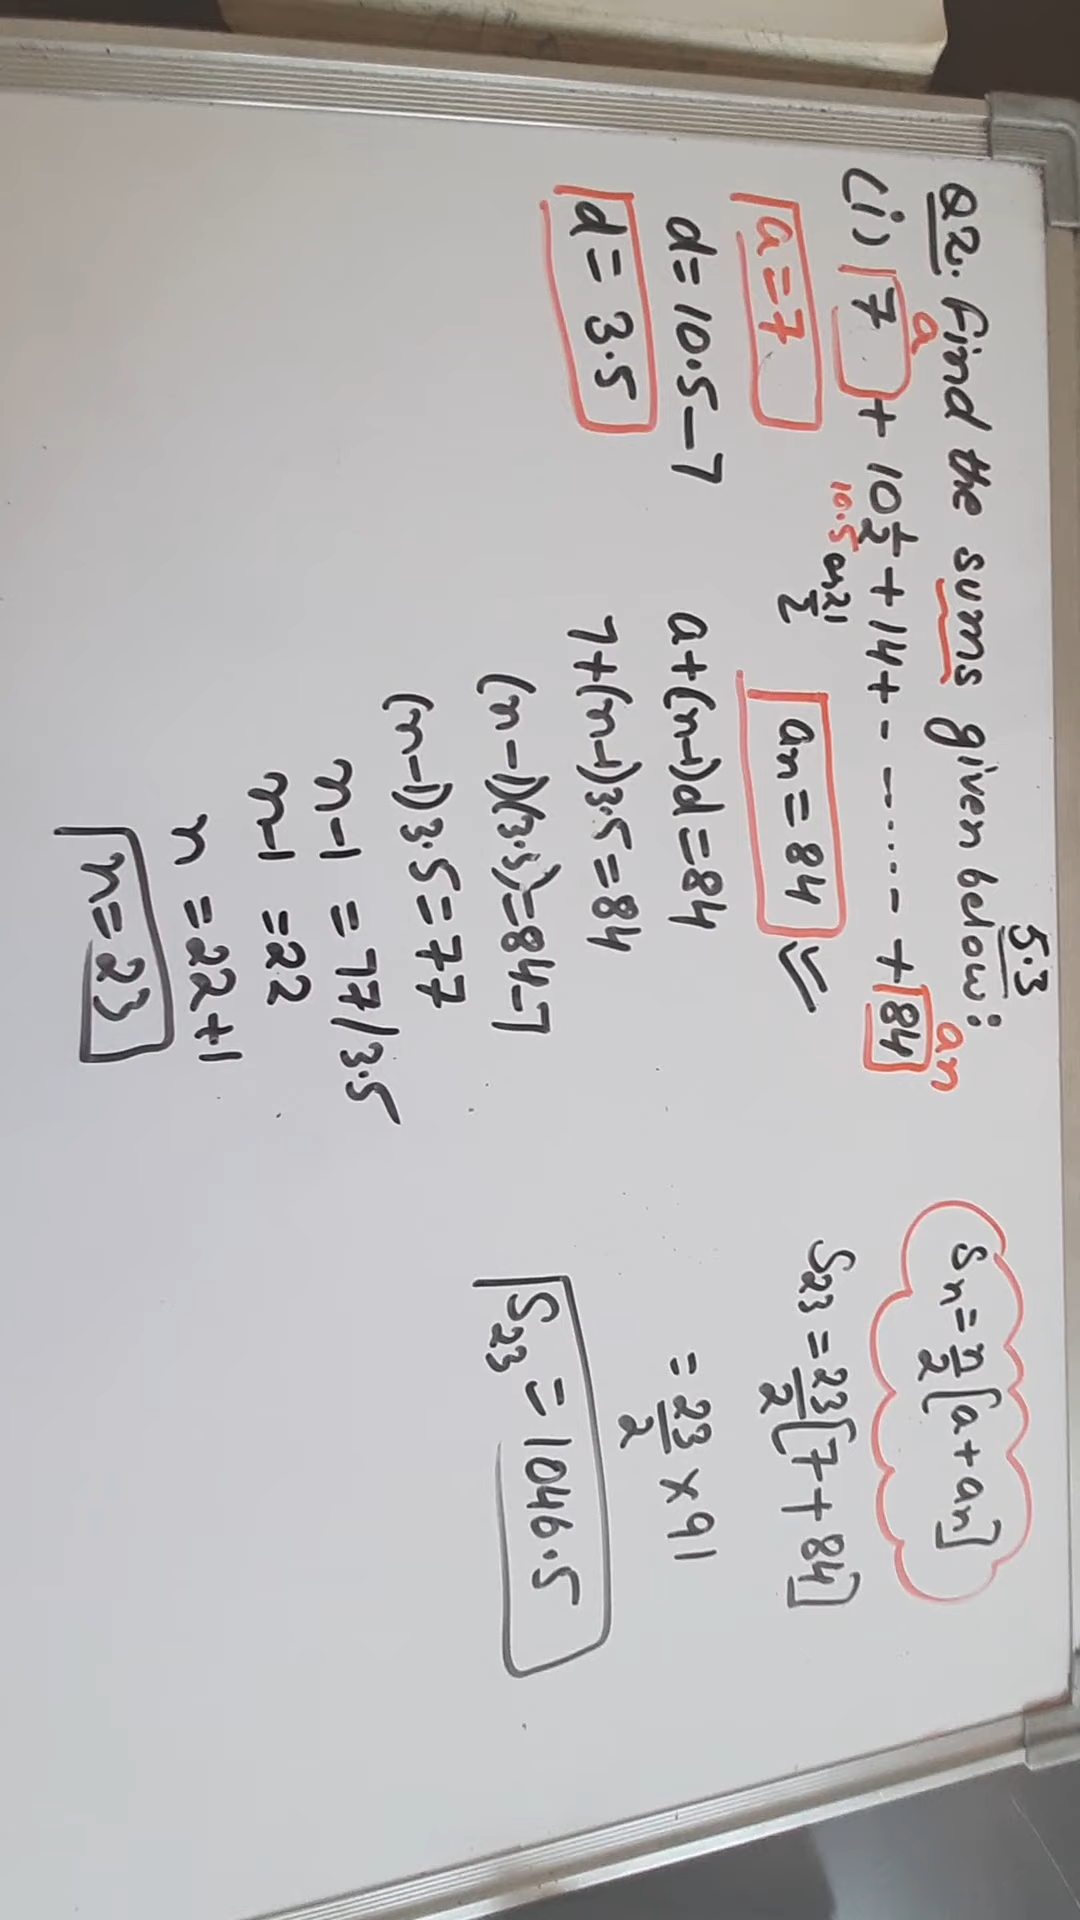 5.3
Q2. Find the sums given below:
a
an
(i) 7 + 10 1/2 + 14 + - - ..... - + 84
10.5 or 21/2
a = 7
d = 10.5 - 7
d = 3.5
an = 84
a + (n-1)d = 84
7 + (n-1)3.5 = 84
(n-1)(3.5) = 84-7
(n-1)3.5 = 77
n-1 = 77/3.5
n-1 = 22
n = 22+1
n = 23
Sn = n/2 [a + an]
S23 = 23/2 [7 + 84]
= 23/2 × 91
S23 = 1046.5